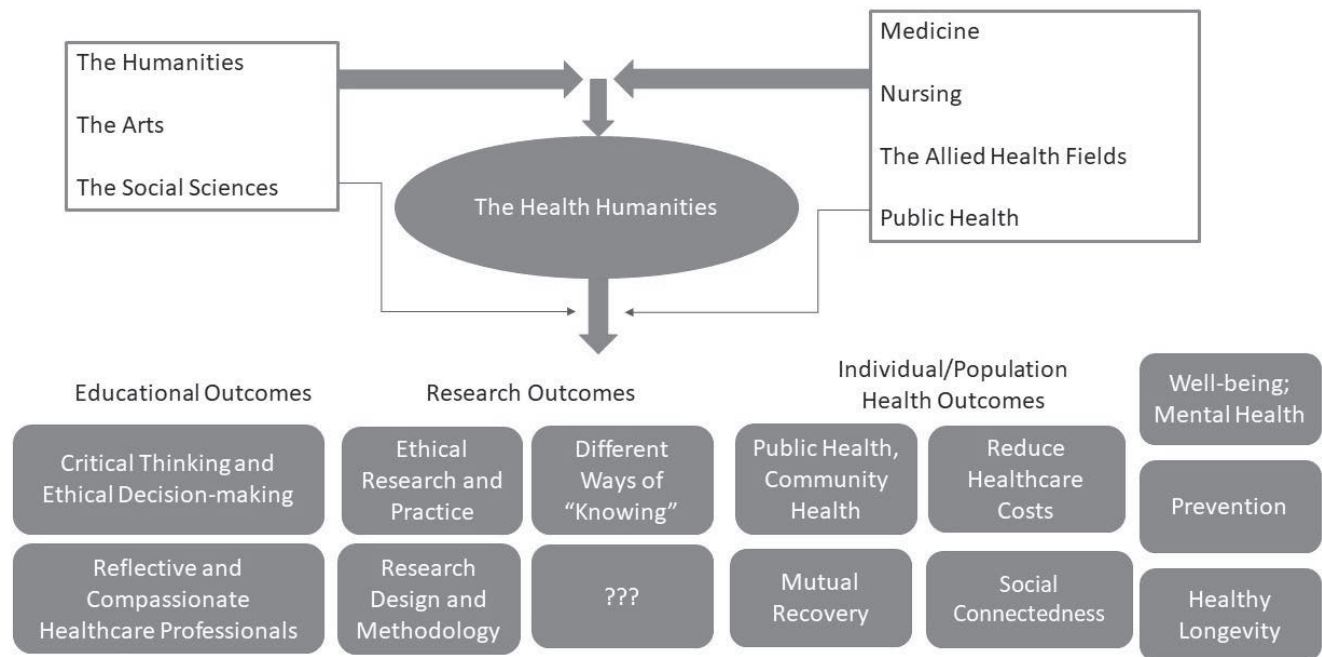 The Humanities
The Arts
The Social Sciences
Medicine
Nursing
The Allied Health Fields
Public Health
The Health Humanities
Educational Outcomes
Critical Thinking and
Ethical Decision-making
Reflective and
Compassionate
Healthcare Professionals
Research Outcomes
Ethical
Research and
Practice
Different
Ways of
“Knowing”
Research
Design and
Methodology
???
Individual/Population
Health Outcomes
Public Health,
Community
Health
Reduce
Healthcare
Costs
Mutual
Recovery
Social
Connectedness
Well-being;
Mental Health
Prevention
Healthy
Longevity